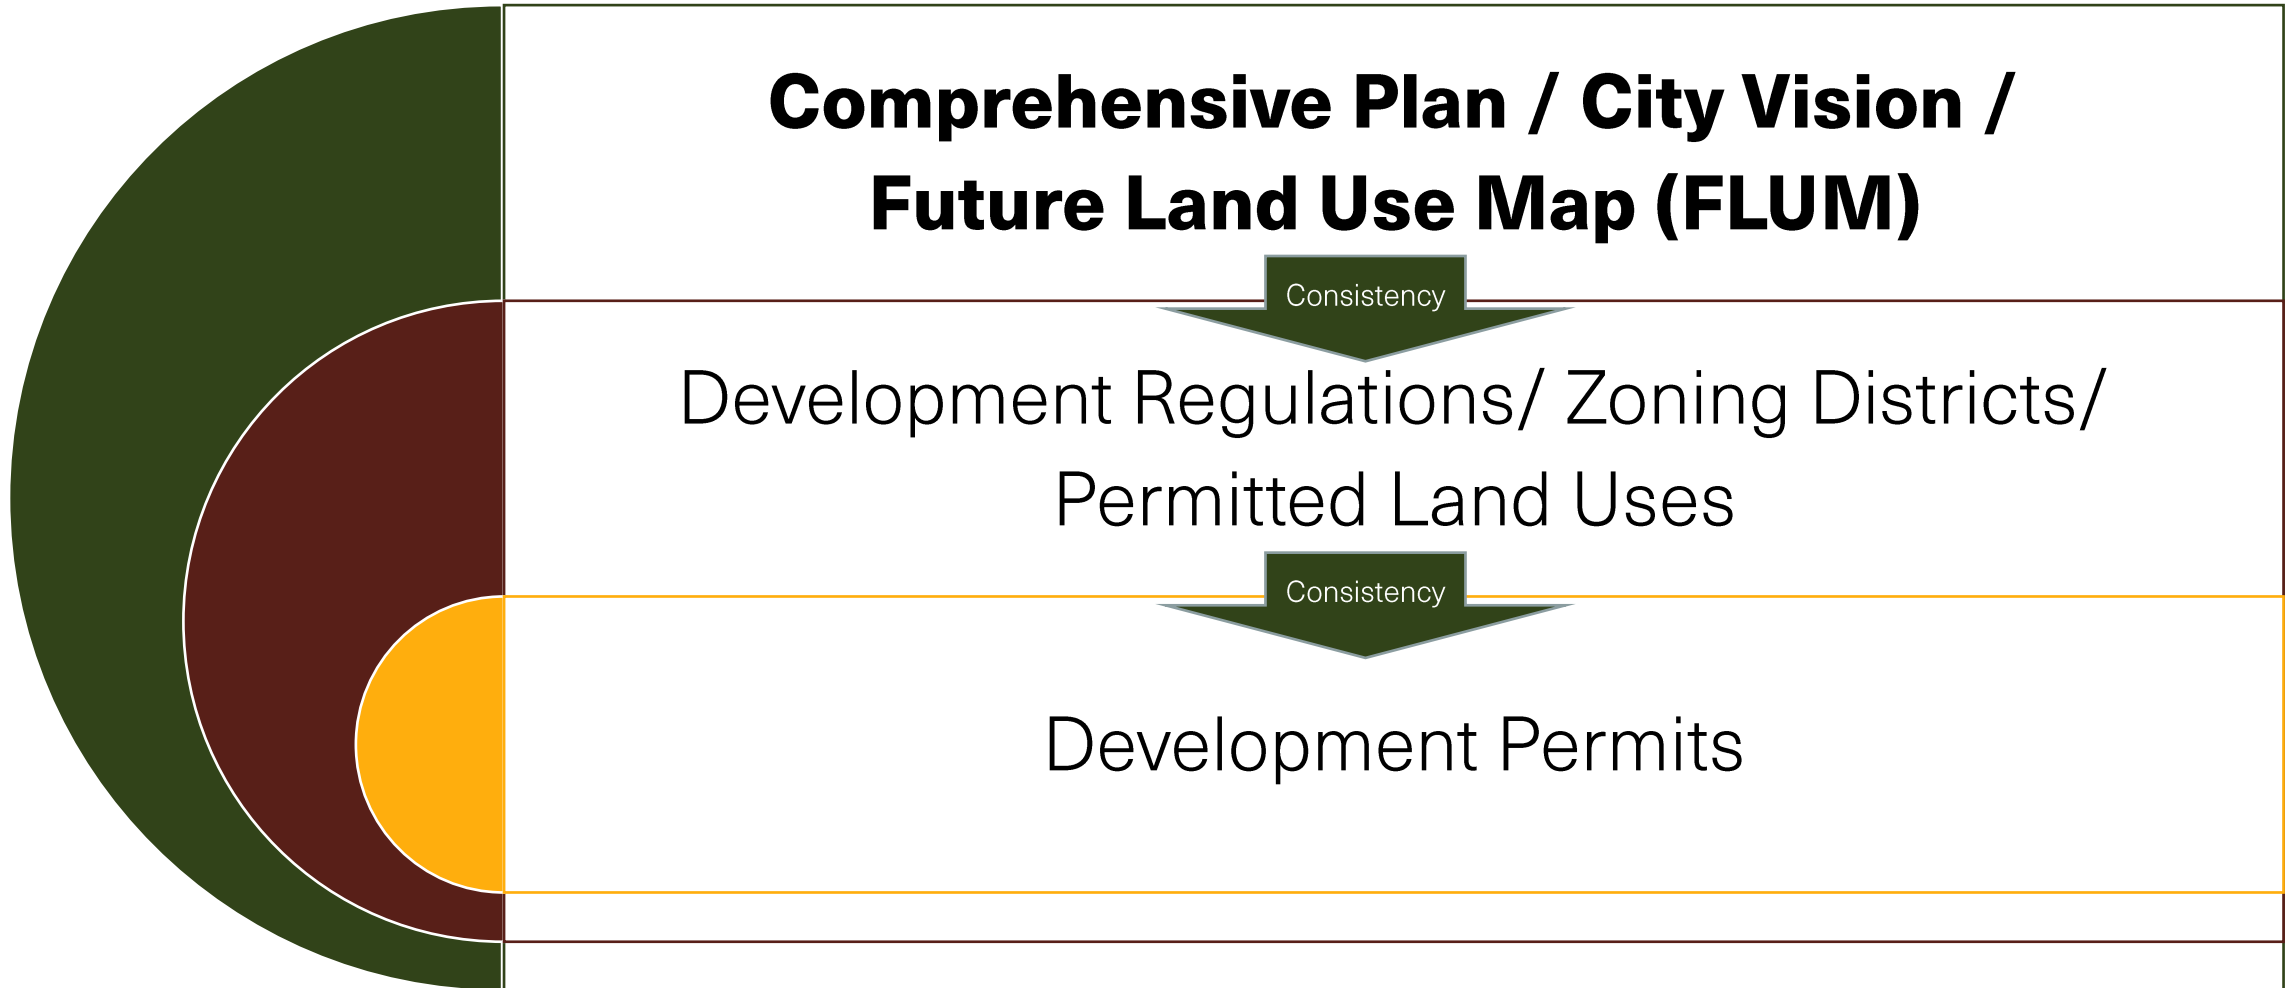 Comprehensive Plan / City Vision /
Future Land Use Map (FLUM)
Consistency
Development Regulations/ Zoning Districts/
Permitted Land Uses
Consistency
Development Permits